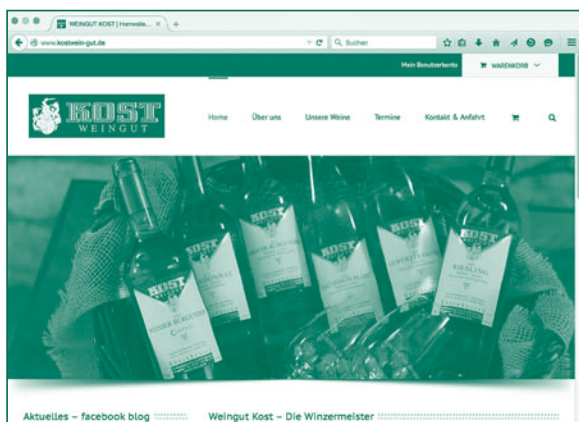 WEINGUT KOST | Hornweile...
www.kostwein-gut.de
Suchen
Mein Benutzerkonto
WARENKORB
KOST
WEINGUT
Home Über uns Unsere Weine Termine Kontakt & Anfahrt
KOST
WEISSER BURGUNDER
KOST
KOST
KOST
SAUVIGNON BLANC
KOST
GEWÜRZTRAMINER
KOST
RIESLING
Aktuelles – facebook blog
Weingut Kost – Die Winzermeister